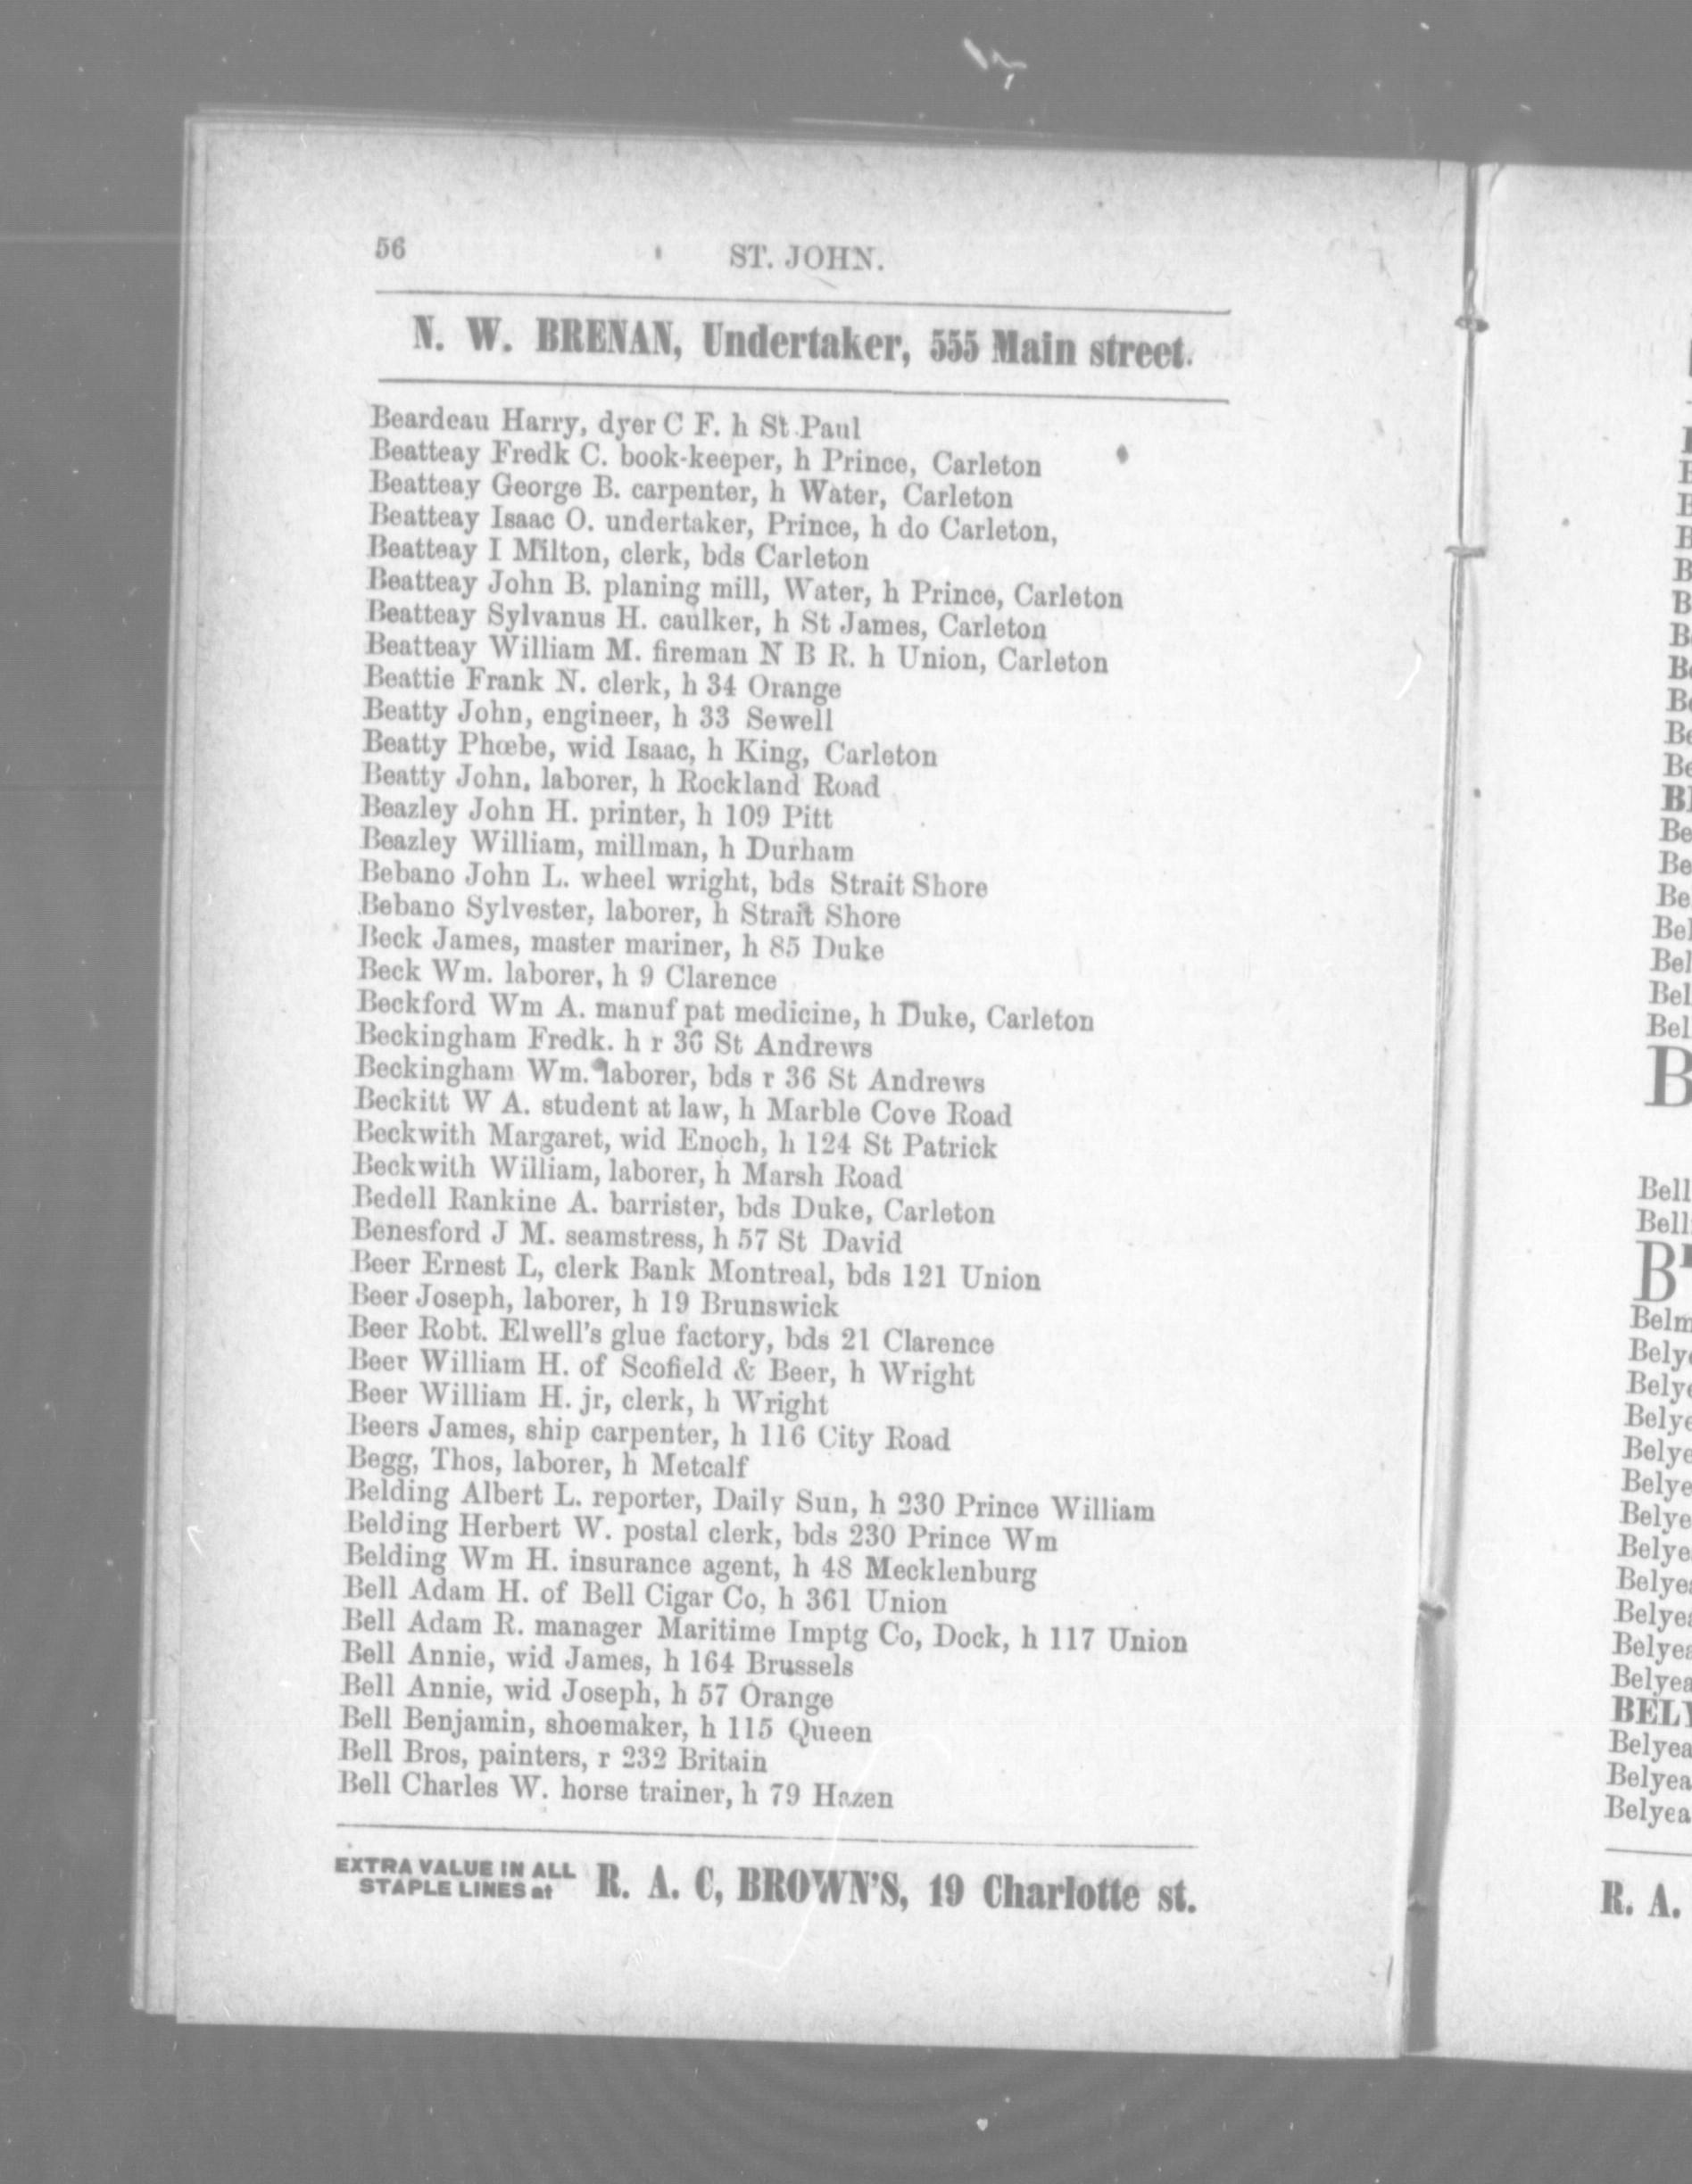 56
ST. JOHN.
N. W. BRENAN, Undertaker, 555 Main street.
Beardeau Harry, dyer C F. h St Paul
Beatteay Fredk C. book-keeper, h Prince, Carleton
Beatteay George B. carpenter, h Water, Carleton
Beatteay Isaac O. undertaker, Prince, h do Carleton,
Beatteay I Milton, clerk, bds Carleton
Beatteay John B. planing mill, Water, h Prince, Carleton
Beatteay Sylvanus H. caulker, h St James, Carleton
Beatteay William M. fireman N B R. h Union, Carleton
Beattie Frank N. clerk, h 34 Orange
Beatty John, engineer, h 33 Sewell
Beatty Phœbe, wid Isaac, h King, Carleton
Beatty John, laborer, h Rockland Road
Beazley John H. printer, h 109 Pitt
Beazley William, millman, h Durham
Bebano John L. wheel wright, bds Strait Shore
Bebano Sylvester, laborer, h Strait Shore
Beck James, master mariner, h 85 Duke
Beck Wm. laborer, h 9 Clarence
Beckford Wm A. manuf pat medicine, h Duke, Carleton
Beckingham Fredk. h r 36 St Andrews
Beckingham Wm. laborer, bds r 36 St Andrews
Beckitt W A. student at law, h Marble Cove Road
Beckwith Margaret, wid Enoch, h 124 St Patrick
Beckwith William, laborer, h Marsh Road
Bedell Rankine A. barrister, bds Duke, Carleton
Benesford J M. seamstress, h 57 St David
Beer Ernest L, clerk Bank Montreal, bds 121 Union
Beer Joseph, laborer, h 19 Brunswick
Beer Robt. Elwell's glue factory, bds 21 Clarence
Beer William H. of Scofield & Beer, h Wright
Beer William H. jr, clerk, h Wright
Beers James, ship carpenter, h 116 City Road
Begg, Thos, laborer, h Metcalf
Belding Albert L. reporter, Daily Sun, h 230 Prince William
Belding Herbert W. postal clerk, bds 230 Prince Wm
Belding Wm H. insurance agent, h 48 Mecklenburg
Bell Adam H. of Bell Cigar Co, h 361 Union
Bell Adam R. manager Maritime Imptg Co, Dock, h 117 Union
Bell Annie, wid James, h 164 Brussels
Bell Annie, wid Joseph, h 57 Orange
Bell Benjamin, shoemaker, h 115 Queen
Bell Bros, painters, r 232 Britain
Bell Charles W. horse trainer, h 79 Hazen
EXTRA VALUE IN ALL
STAPLE LINES at R. A. C, BROWN'S, 19 Charlotte st.
Bell
R. A.